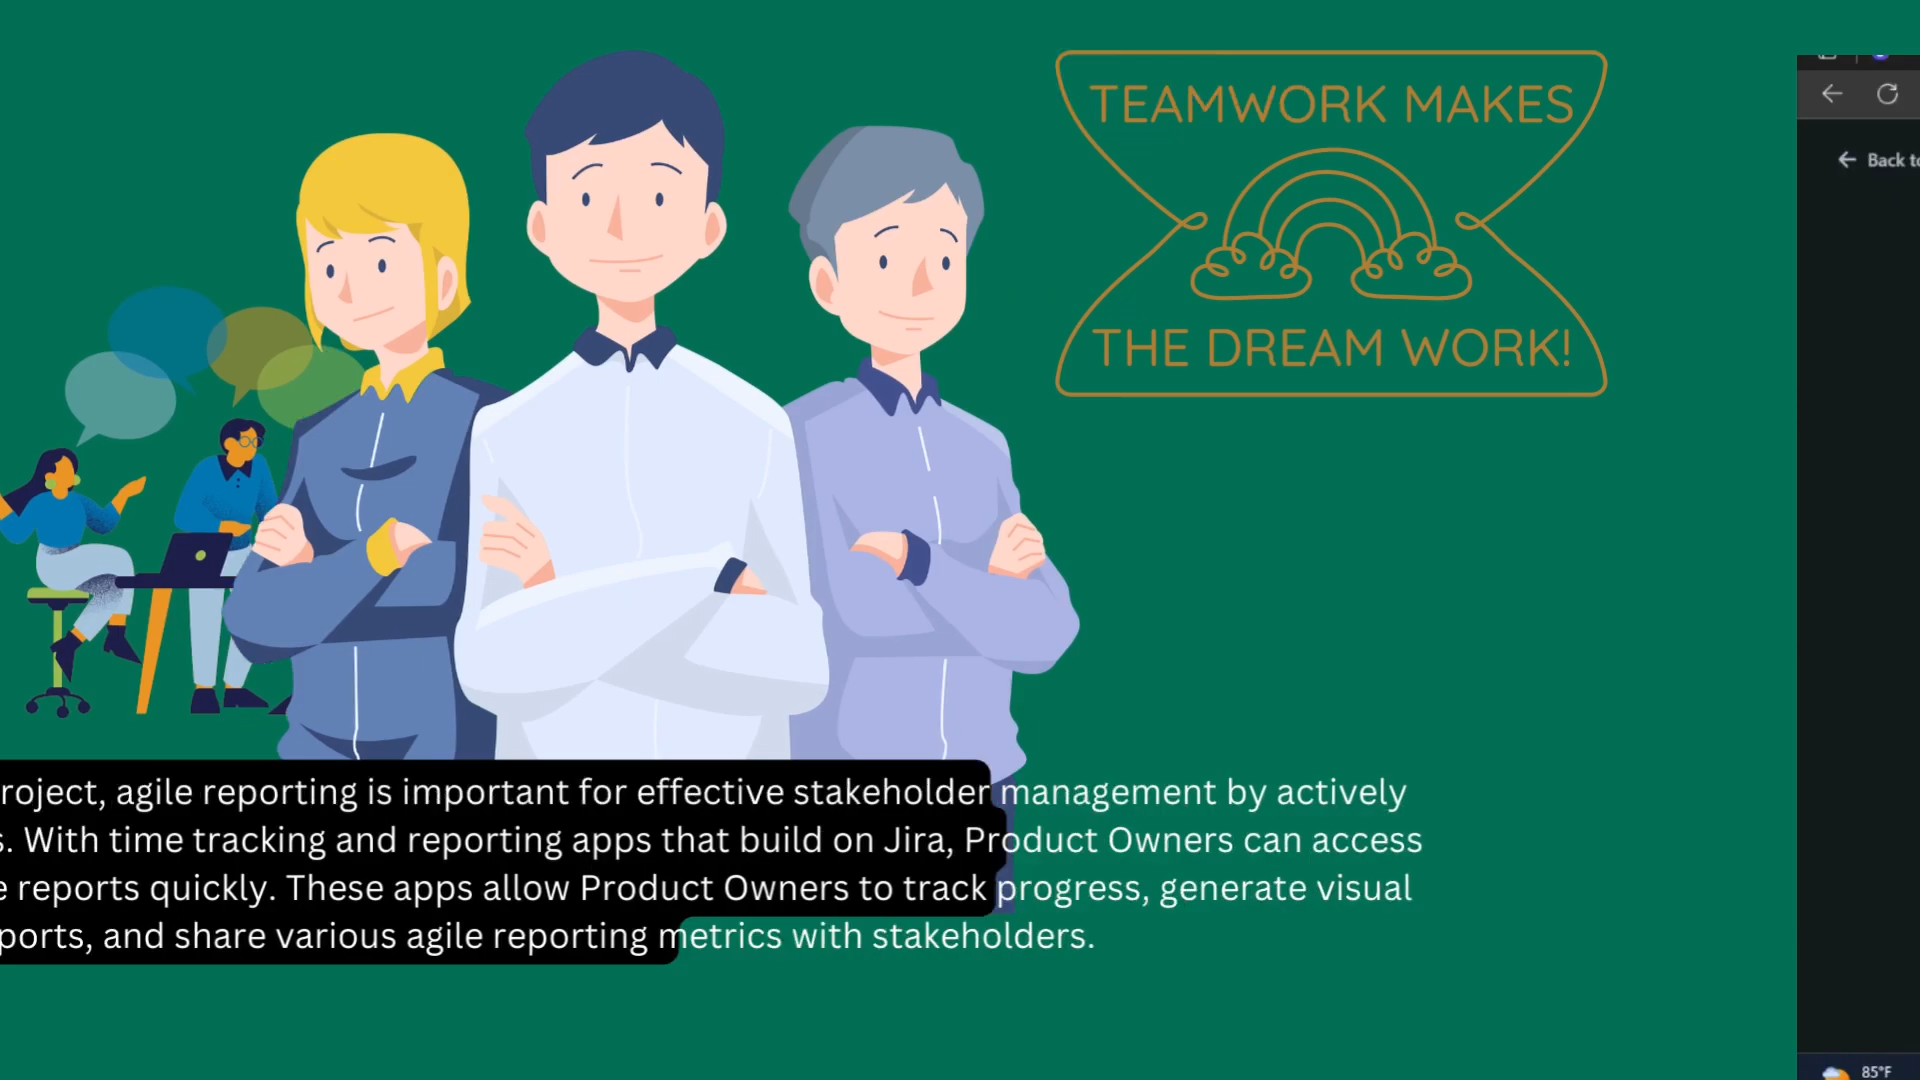 TEAMWORK MAKES
THE DREAM WORK!
Back
roject, agile reporting is important for effective stakeholder management by actively
s. With time tracking and reporting apps that build on Jira, Product Owners can access
e reports quickly. These apps allow Product Owners to track progress, generate visual
ports, and share various agile reporting metrics with stakeholders.
85°F